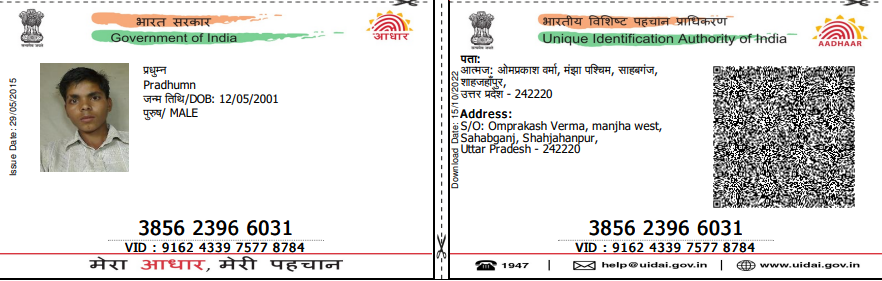 भारत सरकार
Government of India
आधार
Issue Date: 29/05/2015
प्रधुम्न
Pradhumn
जन्म तिथि/DOB: 12/05/2001
पुरुष/ MALE
3856 2396 6031
VID : 9162 4339 7577 8784
मेरा आधार, मेरी पहचान
भारतीय विशिष्ट पहचान प्राधिकरण
Unique Identification Authority of India
AADHAAR
Download Date: 15/10/2022
पता:
आत्मज: ओमप्रकाश वर्मा, मंझा पश्चिम, साहबगंज,
शाहजहाँपुर,
उत्तर प्रदेश - 242220
Address:
S/O: Omprakash Verma, manjha west,
Sahabganj, Shahjahanpur,
Uttar Pradesh - 242220
3856 2396 6031
VID : 9162 4339 7577 8784
1947 | help@uidai.gov.in | www.uidai.gov.in